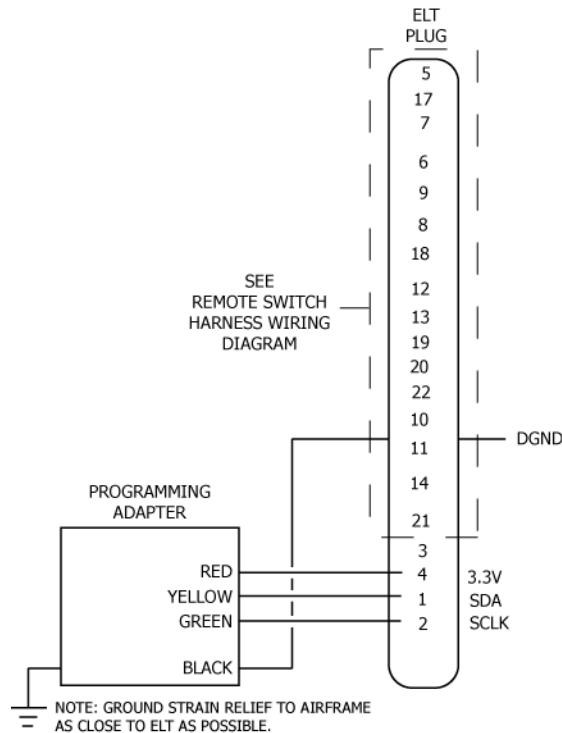 ELT
PLUG
5
17
7
6
9
8
18
SEE
REMOTE SWITCH
HARNESS WIRING
DIAGRAM
12
13
19
20
22
10
11
DGND
14
21
PROGRAMMING
ADAPTER
3
RED
4
3.3V
YELLOW
1
SDA
GREEN
2
SCLK
BLACK
NOTE: GROUND STRAIN RELIEF TO AIRFRAME
AS CLOSE TO ELT AS POSSIBLE.